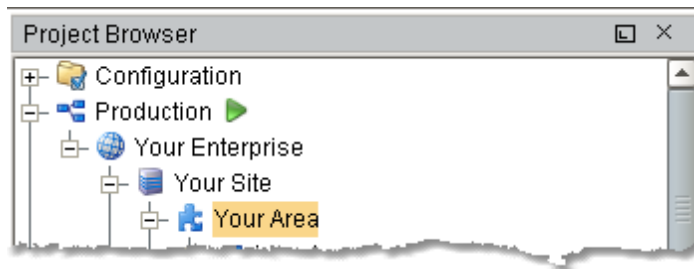 Project Browser
Configuration
Production
Your Enterprise
Your Site
Your Area